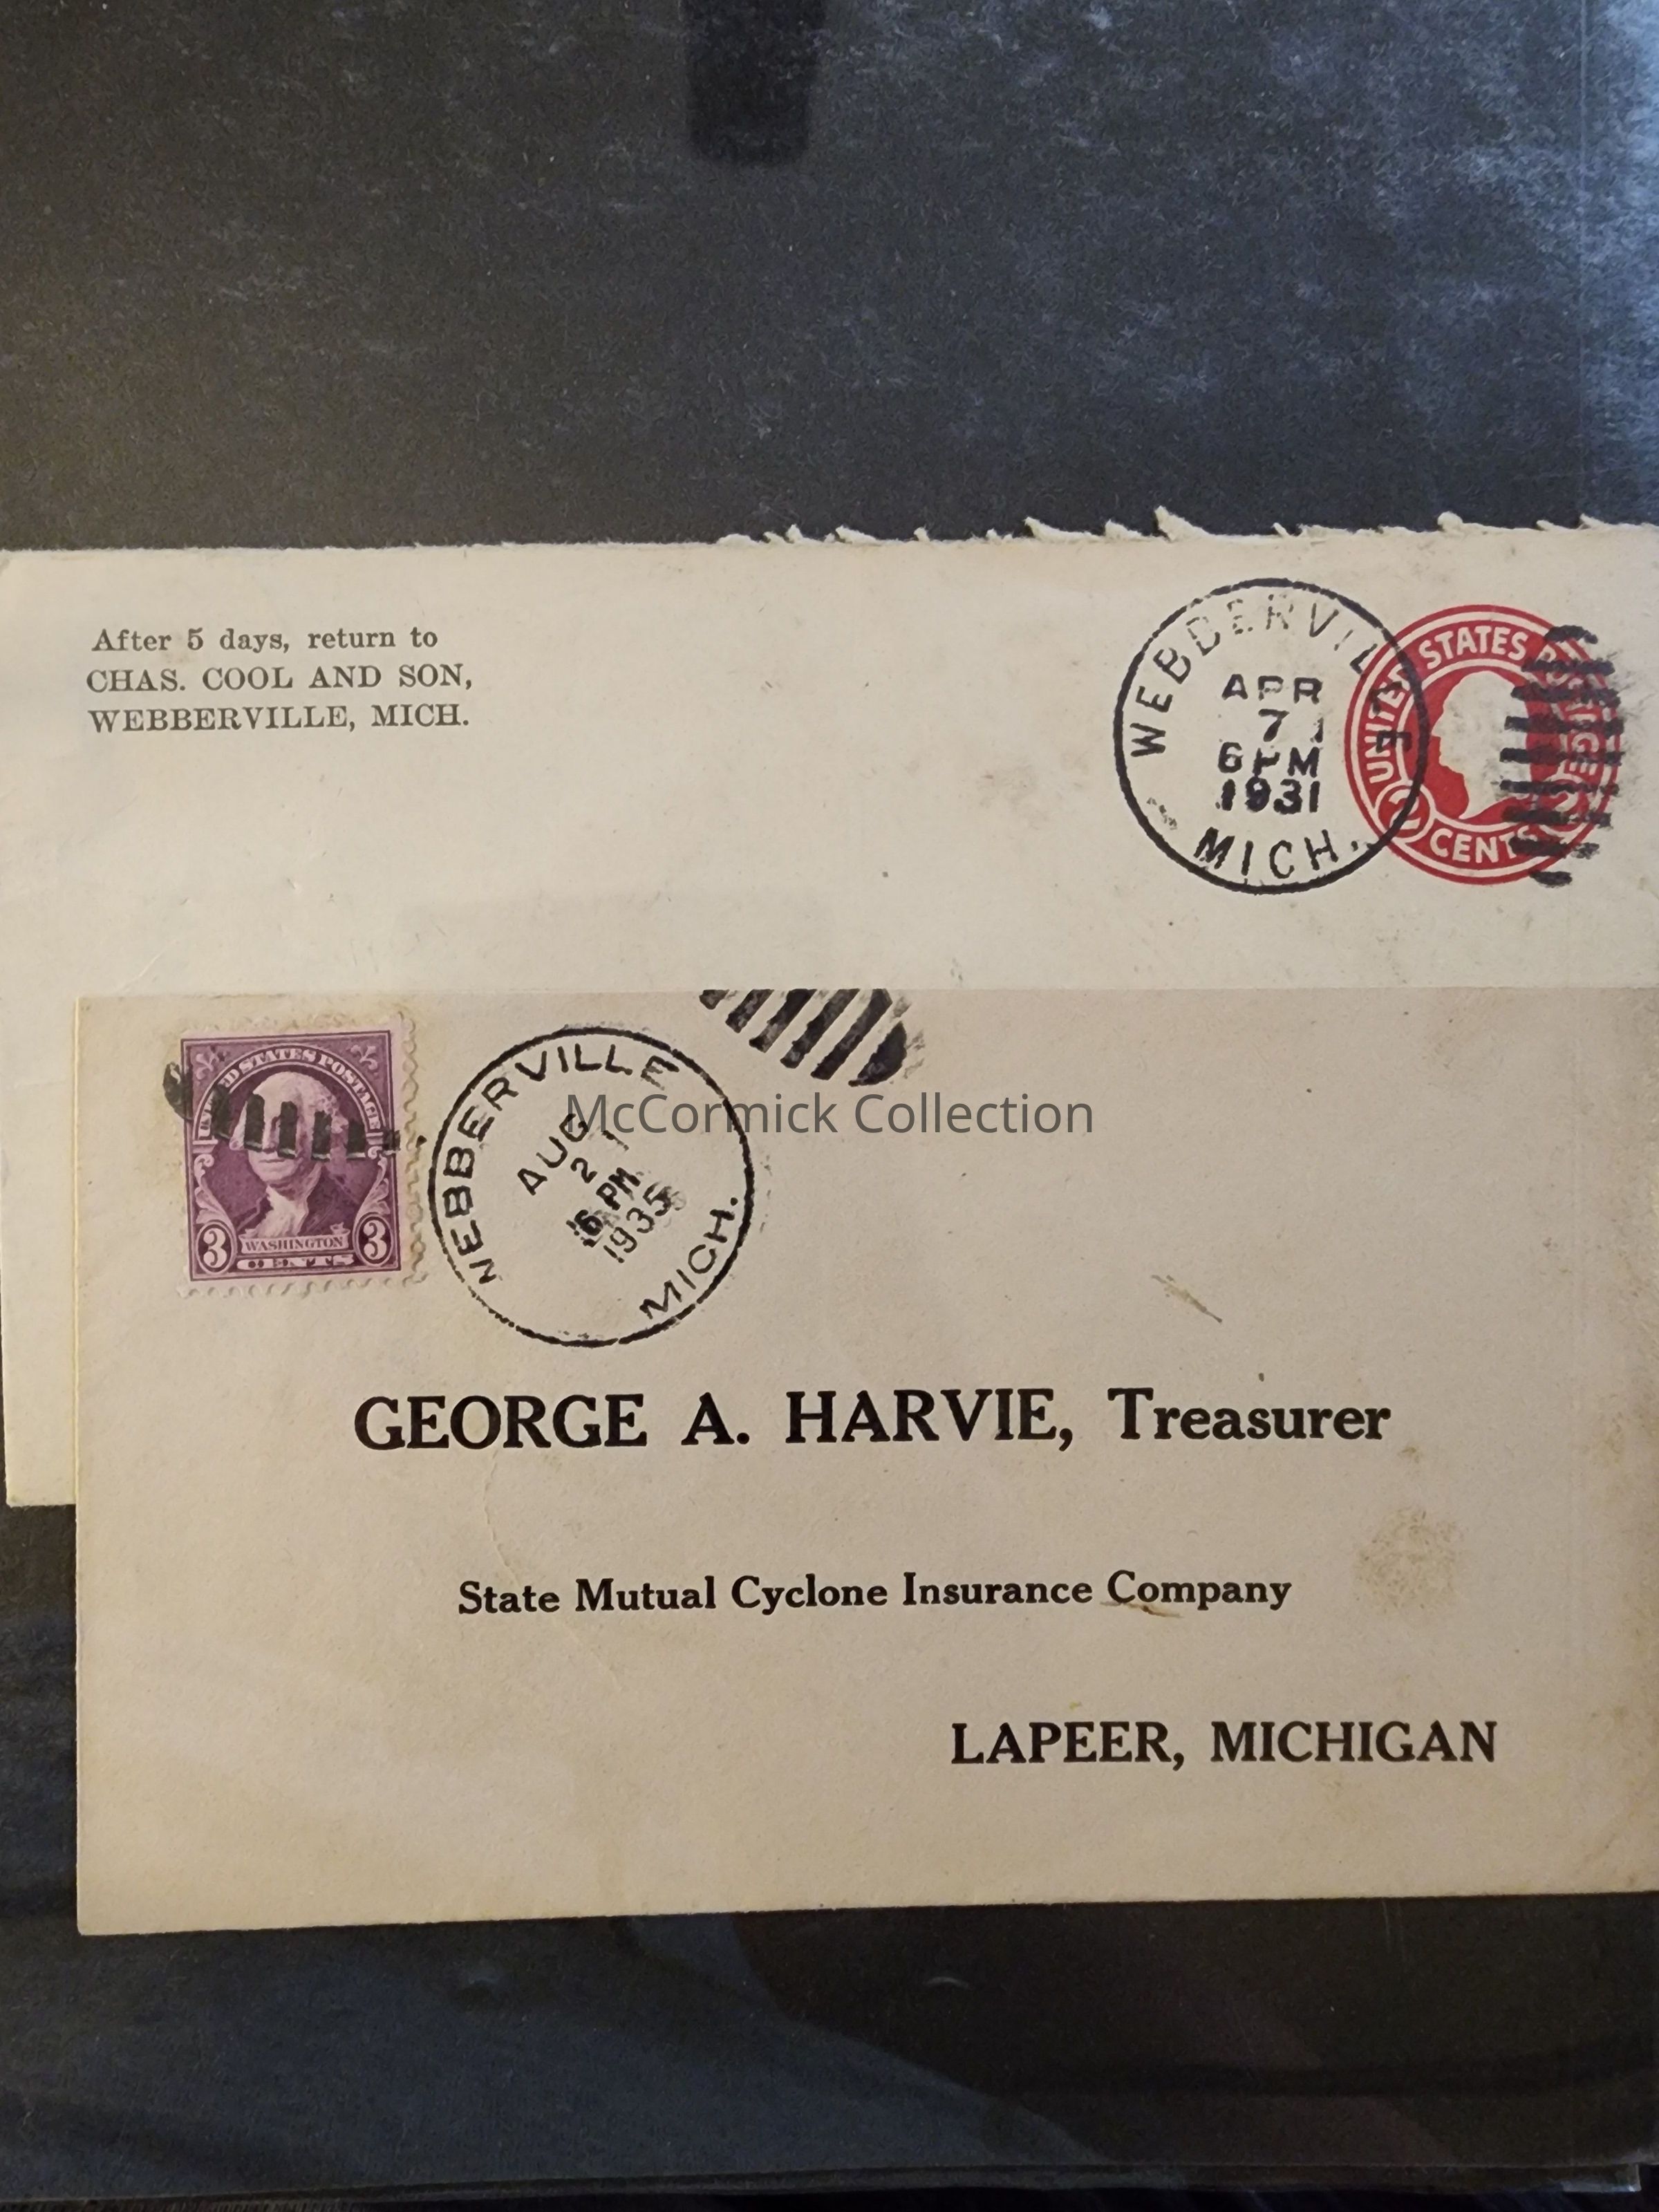 After 5 days, return to
CHAS. COOL AND SON,
WEBBERVILLE, MICH.
WEBBERVILLE
APR
7
6 PM
1931
MICH.
UNITED STATES POSTAGE
2 CENTS 2
UNITED STATES POSTAGE
3 WASHINGTON 3
CENTS
WEBBERVILLE
AUG
2
6 PM
1935
MICH.
McCormick Collection
GEORGE A. HARVIE, Treasurer
State Mutual Cyclone Insurance Company
LAPEER, MICHIGAN